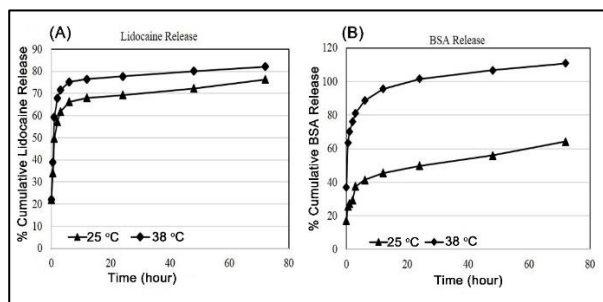 (A)
Lidocaine Release
% Cumulative Lidocaine Release
90
80
70
60
50
40
30
20
10
0
25 °C
38 °C
0
20
40
60
80
Time (hour)
(B)
BSA Release
% Cumulative BSA Release
120
100
80
60
40
20
0
25 °C
38 °C
0
20
40
60
80
Time (hour)